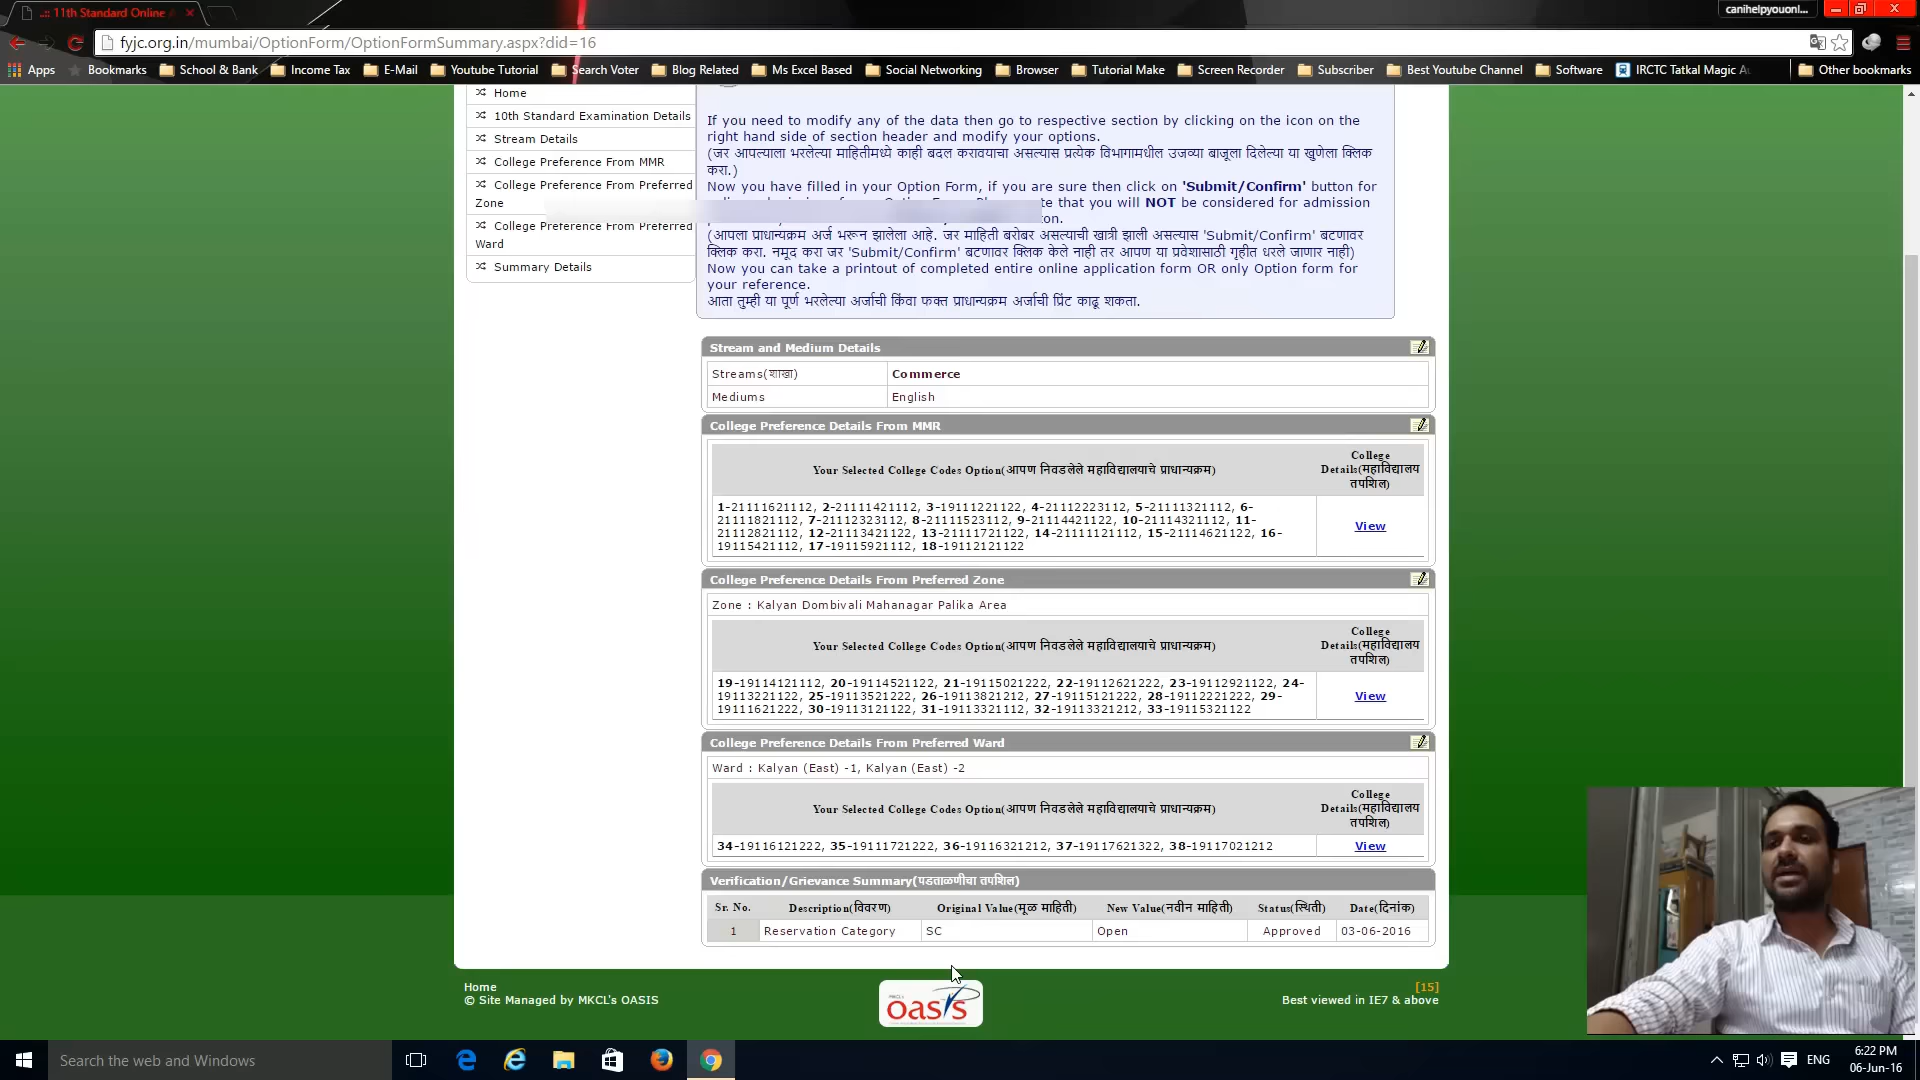 ..:: 11th Standard Online
canihelpyouonl...
fyjc.org.in/mumbai/OptionForm/OptionFormSummary.aspx?did=16
Apps Bookmarks School & Bank Income Tax E-Mail Youtube Tutorial Search Voter Blog Related Ms Excel Based Social Networking Browser Tutorial Make Screen Recorder Subscriber Best Youtube Channel Software IRCTC Tatkal Magic Other bookmarks
Home
10th Standard Examination Details
Stream Details
College Preference From MMR
College Preference From Preferred
Zone
College Preference From Preferred
Ward
Summary Details
If you need to modify any of the data then go to respective section by clicking on the icon on the
right hand side of section header and modify your options.
(जर आपल्याला भरलेल्या माहितीमध्ये काही बदल करावयाचा असल्यास प्रत्येक विभागामधील उजव्या बाजूला दिलेल्या या खुणेला क्लिक
करा.)
Now you have filled in your Option Form, if you are sure then click on 'Submit/Confirm' button for
that you will NOT be considered for admission
(आपला प्राधान्यक्रम अर्ज भरून झालेला आहे. जर माहिती बरोबर असल्याची खात्री झाली असल्यास 'Submit/Confirm' बटणावर
क्लिक करा. नमूद करा जर 'Submit/Confirm' बटणावर क्लिक केले नाही तर आपण या प्रवेशासाठी गृहीत धरले जाणार नाही)
Now you can take a printout of completed entire online application form OR only Option form for
your reference.
आता तुम्ही या पूर्ण भरलेल्या अर्जाची किंवा फक्त प्राधान्यक्रम अर्जाची प्रिंट काढू शकता.
Stream and Medium Details
Streams(शाखा) Commerce
Mediums English
College Preference Details From MMR
Your Selected College Codes Option(आपण निवडलेले महाविद्यालयाचे प्राधान्यक्रम)
College
Details(महाविद्यालय
तपशिल)
1-21111621112, 2-21111421112, 3-19111221122, 4-21112223112, 5-21111321112, 6-
21111821112, 7-21112323112, 8-21111523112, 9-21114421122, 10-21114321112, 11-
21112821112, 12-21113421122, 13-21111721122, 14-21111121112, 15-21114621122, 16-
19115421112, 17-19115921112, 18-19112121122
View
College Preference Details From Preferred Zone
Zone : Kalyan Dombivali Mahanagar Palika Area
Your Selected College Codes Option(आपण निवडलेले महाविद्यालयाचे प्राधान्यक्रम)
College
Details(महाविद्यालय
तपशिल)
19-19114121112, 20-19114521122, 21-19115021222, 22-19112621222, 23-19112921122, 24-
19113221122, 25-19113521222, 26-19113821212, 27-19115121222, 28-19112221222, 29-
19111621222, 30-19113121122, 31-19113321112, 32-19113321212, 33-19115321122
View
College Preference Details From Preferred Ward
Ward : Kalyan (East) -1, Kalyan (East) -2
Your Selected College Codes Option(आपण निवडलेले महाविद्यालयाचे प्राधान्यक्रम)
College
Details(महाविद्यालय
तपशिल)
34-19116121222, 35-19111721222, 36-19116321212, 37-19117621322, 38-19117021212
View
Verification/Grievance Summary(पडताळणीचा तपशिल)
Sr. No. Description(विवरण) Original Value(मूळ माहिती) New Value(नवीन माहिती) Status(स्थिती) Date(दिनांक)
1 Reservation Category SC Open Approved 03-06-2016
Home
© Site Managed by MKCL's OASIS
oasis
[15]
Best viewed in IE7 & above
Search the web and Windows
ENG
6:22 PM
06-Jun-16